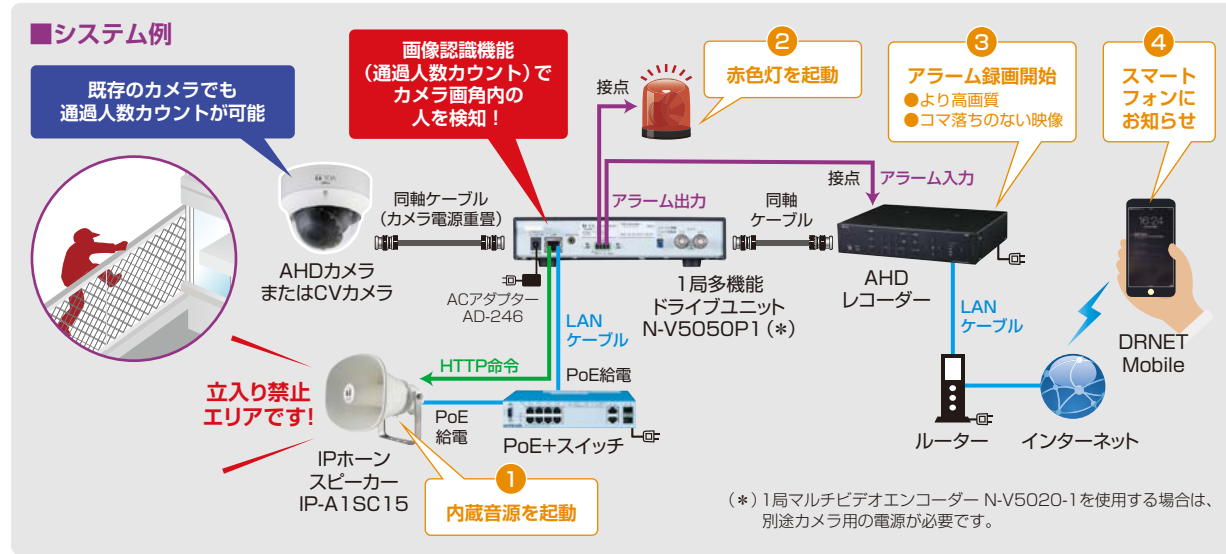 ■システム例
既存のカメラでも
通過人数カウントが可能
画像認識機能
（通過人数カウント）で
カメラ画角内の
人を検知！
接点
②
赤色灯を起動
③
アラーム録画開始
●より高画質
●コマ落ちのない映像
④
スマート
フォンに
お知らせ
TOA
同軸ケーブル
（カメラ電源重畳）
アラーム出力
同軸
ケーブル
接点
アラーム入力
16:24
AHDカメラ
またはCVカメラ
ACアダプター
AD-246
1局多機能
ドライブユニット
N-V5050P1（＊）
AHD
レコーダー
LAN
ケーブル
LAN
ケーブル
DRNET
Mobile
HTTP命令
PoE給電
立入り禁止
エリアです！
PoE
給電
PoE+スイッチ
ルーター
インターネット
IPホーン
スピーカー
IP-A1SC15
①
内蔵音源を起動
（＊）1局マルチビデオエンコーダー N-V5020-1を使用する場合は、
別途カメラ用の電源が必要です。